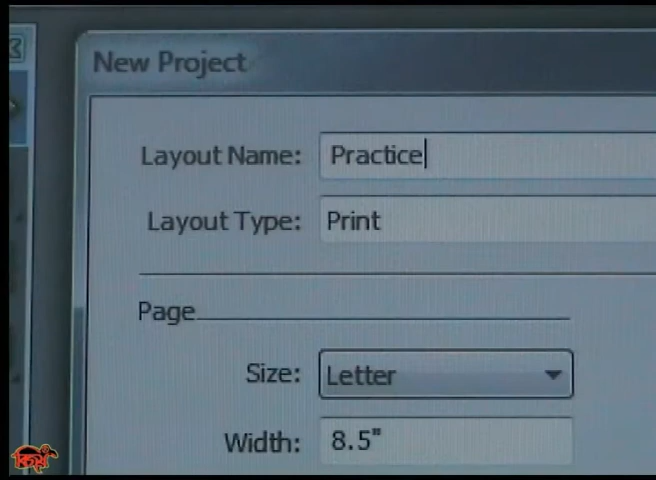 New Project
Layout Name: Practice
Layout Type: Print
Page
Size: Letter
Width: 8.5"